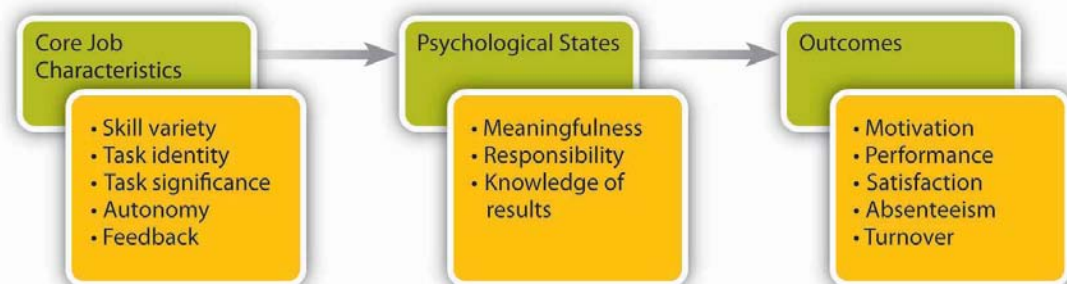 Core Job
Characteristics
• Skill variety
• Task identity
• Task significance
• Autonomy
• Feedback
Psychological States
• Meaningfulness
• Responsibility
• Knowledge of
results
Outcomes
• Motivation
• Performance
• Satisfaction
• Absenteeism
• Turnover